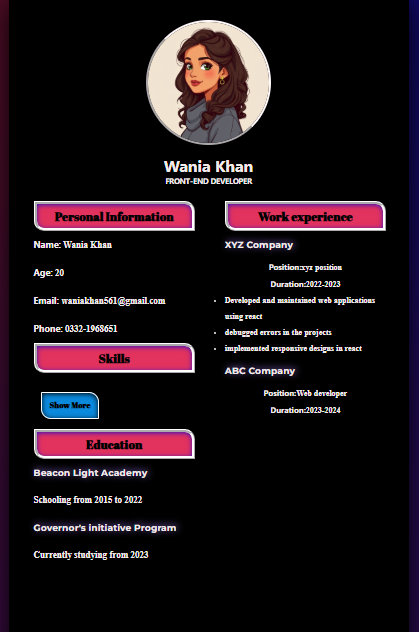 Wania Khan
FRONT-END DEVELOPER
Personal Information
Name: Wania Khan
Age: 20
Email: waniakhan561@gmail.com
Phone: 0332-1968651
Skills
Show More
Education
Beacon Light Academy
Schooling from 2015 to 2022
Governor's initiative Program
Currently studying from 2023
Work experience
XYZ Company
Position:xyz position
Duration:2022-2023
Developed and maintained web applications
using react
debugged errors in the projects
implemented responsive designs in react
ABC Company
Position:Web developer
Duration:2023-2024